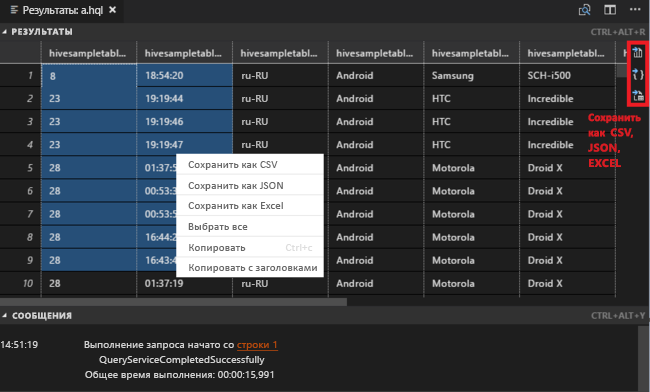 Результаты: a.hql
РЕЗУЛЬТАТЫ CTRL+ALT+R
hivesampletabl... hivesampletabl... hivesampletabl... hivesampletabl... hivesampletabl... hivesampletabl...
1 8 18:54:20 ru-RU Android Samsung SCH-i500
2 23 19:19:44 ru-RU Android HTC Incredible
3 23 19:19:46 ru-RU Android HTC Incredible
4 23 19:19:47 ru-RU Android HTC Incredible
5 28 01:37:5 Android Motorola Droid X
6 28 00:53:3 Android Motorola Droid X
7 28 00:53:5 Android Motorola Droid X
8 28 16:44:2 Android Motorola Droid X
9 28 16:43:4 Android Motorola Droid X
10 28 01:37:19 ru-RU Android Motorola Droid X
Сохранить
как CSV,
JSON,
EXCEL
Сохранить как CSV
Сохранить как JSON
Сохранить как Excel
Выбрать все
Копировать Ctrl+c
Копировать с заголовками
СООБЩЕНИЯ CTRL+ALT+Y
14:51:19 Выполнение запроса начато со строки 1
QueryServiceCompletedSuccessfully
Общее время выполнения: 00:00:15,991